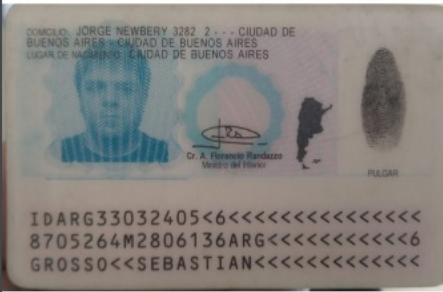 DOMICILIO: JORGE NEWBERY 3282 2 - - - CIUDAD DE
BUENOS AIRES - CIUDAD DE BUENOS AIRES
LUGAR DE NACIMIENTO: CIUDAD DE BUENOS AIRES
Cr. A. Florencio Randazzo
Ministro del Interior
PULGAR
IDARG33032405<6<<<<<<<<<<<<<<<
8705264M2806136ARG<<<<<<<<<<<6
GROSSO<<SEBASTIAN<<<<<<<<<<<<<